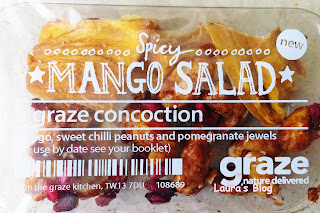 Spicy
new
MANGO SALAD
graze concoction
sweet chilli peanuts and pomegranate jewels
use by date see your booklet)
graze
nature delivered
the graze kitchen, TW13 7DU 108689
Laura's Blog